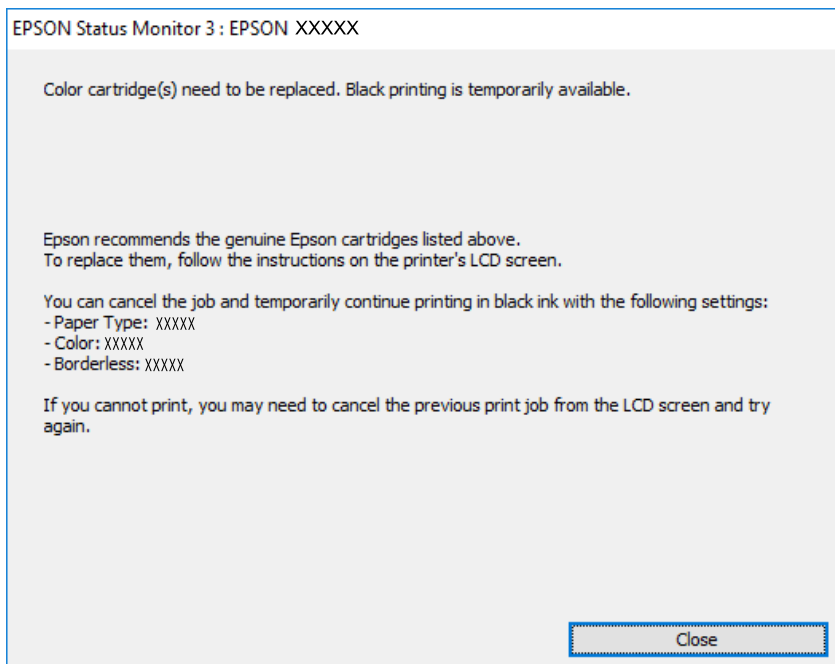 EPSON Status Monitor 3 : EPSON XXXXX
Color cartridge(s) need to be replaced. Black printing is temporarily available.
Epson recommends the genuine Epson cartridges listed above.
To replace them, follow the instructions on the printer's LCD screen.
You can cancel the job and temporarily continue printing in black ink with the following settings:
- Paper Type: XXXXX
- Color: XXXXX
- Borderless: XXXXX
If you cannot print, you may need to cancel the previous print job from the LCD screen and try
again.
Close